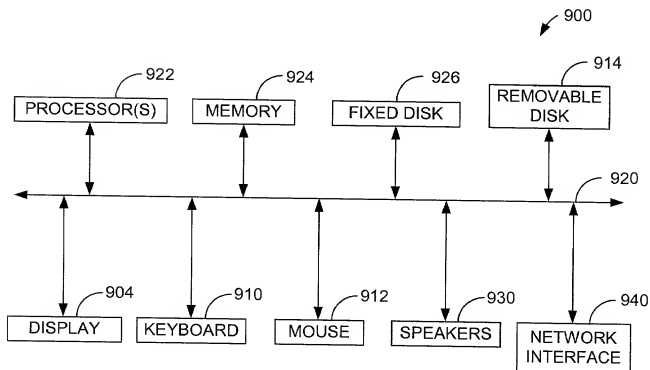 900
922
924
926
914
PROCESSOR(S)
MEMORY
FIXED DISK
REMOVABLE
DISK
920
904
910
912
930
940
DISPLAY
KEYBOARD
MOUSE
SPEAKERS
NETWORK
INTERFACE